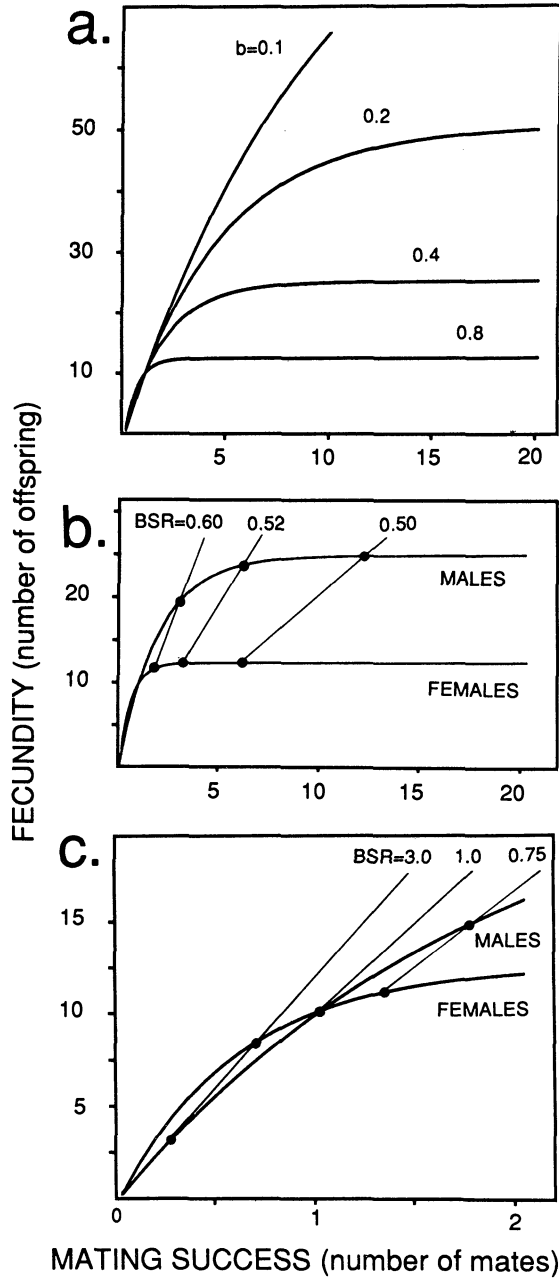 a.
b=0.1
0.2
50
30
0.4
0.8
10
5 10 15 20
FECUNDITY (number of offspring)
b.
BSR=0.60 0.52 0.50
20
MALES
10
FEMALES
5 10 15 20
c.
BSR=3.0 1.0 0.75
15
MALES
10
FEMALES
5
0 1 2
MATING SUCCESS (number of mates)